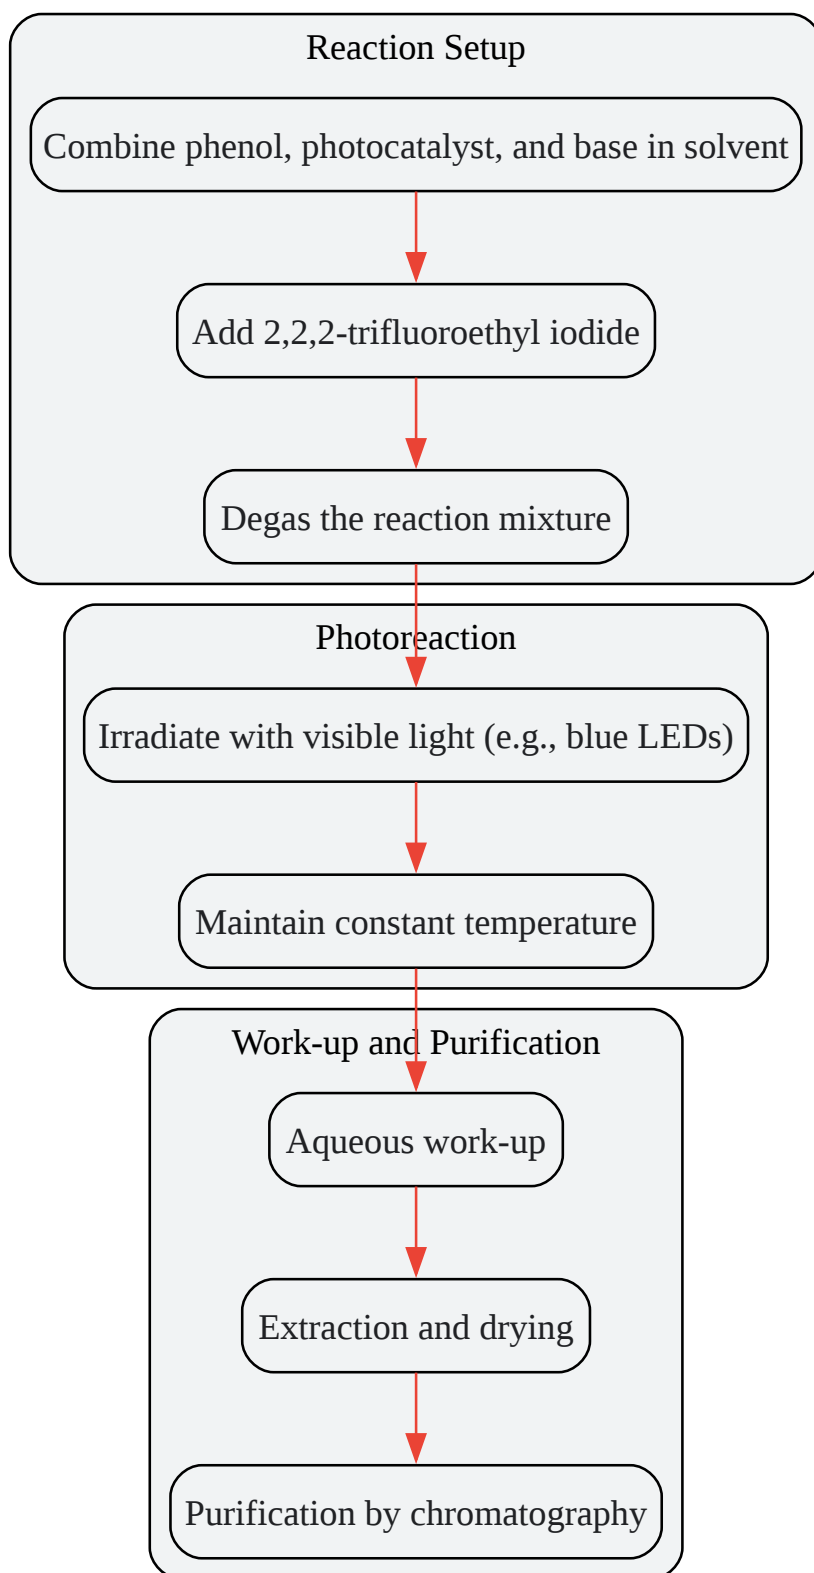 Reaction Setup
Combine phenol, photocatalyst, and base in solvent
Add 2,2,2-trifluoroethyl iodide
Degas the reaction mixture
Photoreaction
Irradiate with visible light (e.g., blue LEDs)
Maintain constant temperature
Work-up and Purification
Aqueous work-up
Extraction and drying
Purification by chromatography